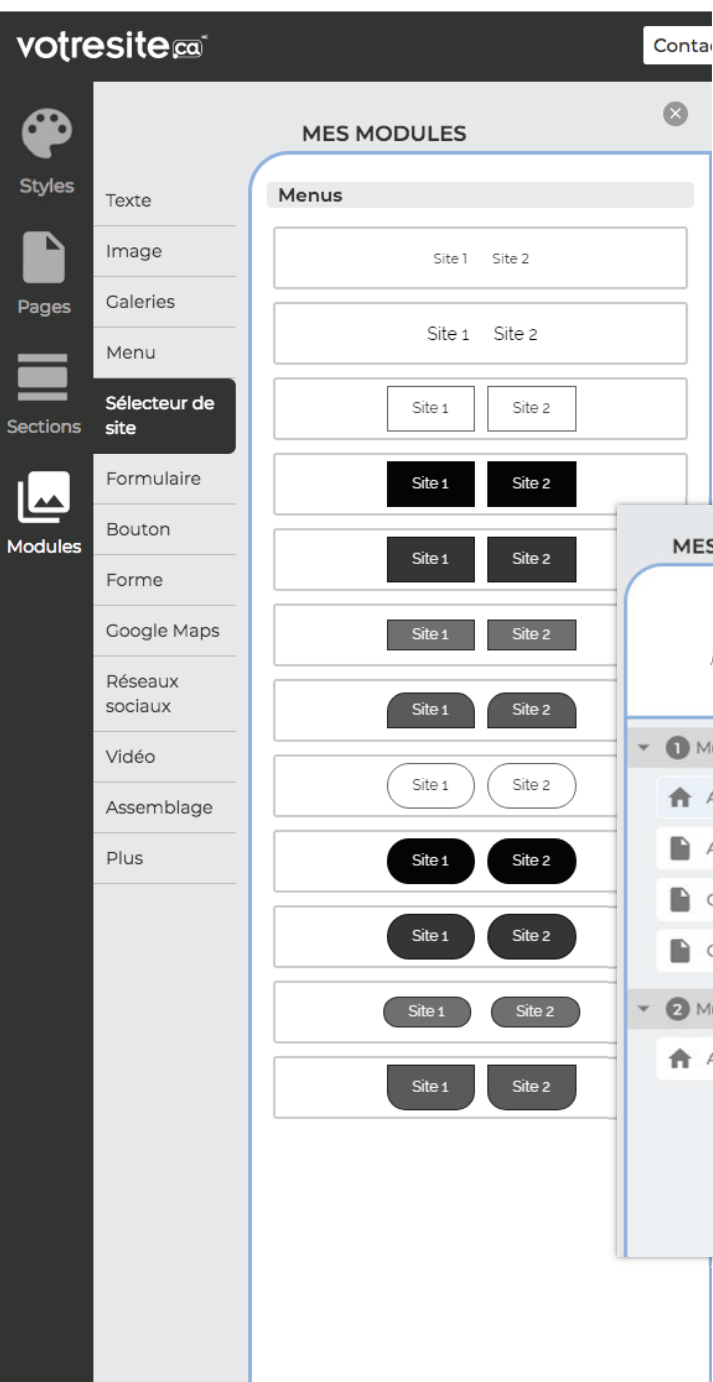 votresite.ca
Conta
MES MODULES
Styles
Pages
Sections
Modules
Texte
Image
Galeries
Menu
Sélecteur de
site
Formulaire
Bouton
Forme
Google Maps
Réseaux
sociaux
Vidéo
Assemblage
Plus
Menus
Site 1 Site 2
Site 1 Site 2
Site 1 Site 2
Site 1 Site 2
Site 1 Site 2
Site 1 Site 2
Site 1 Site 2
Site 1 Site 2
Site 1 Site 2
Site 1 Site 2
Site 1 Site 2
Site 1 Site 2
MES
1
A
A
2
A